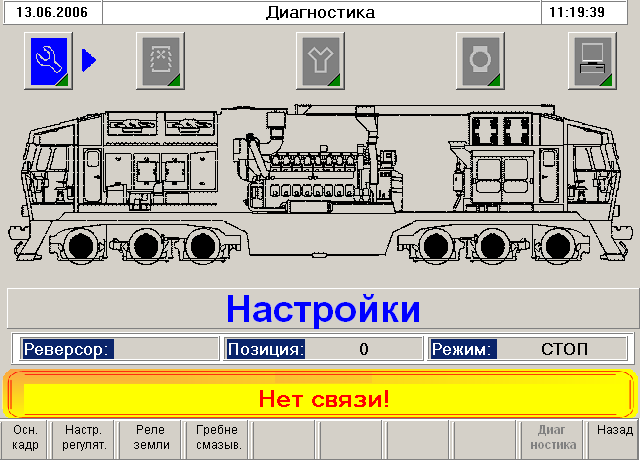 13.06.2006 Диагностика 11:19:39
Настройки
Реверсор: Позиция: 0 Режим: СТОП
Нет связи!
Осн. Настр. Реле Гребне Диаг Назад
кадр регулят. земли смазыв. ностика